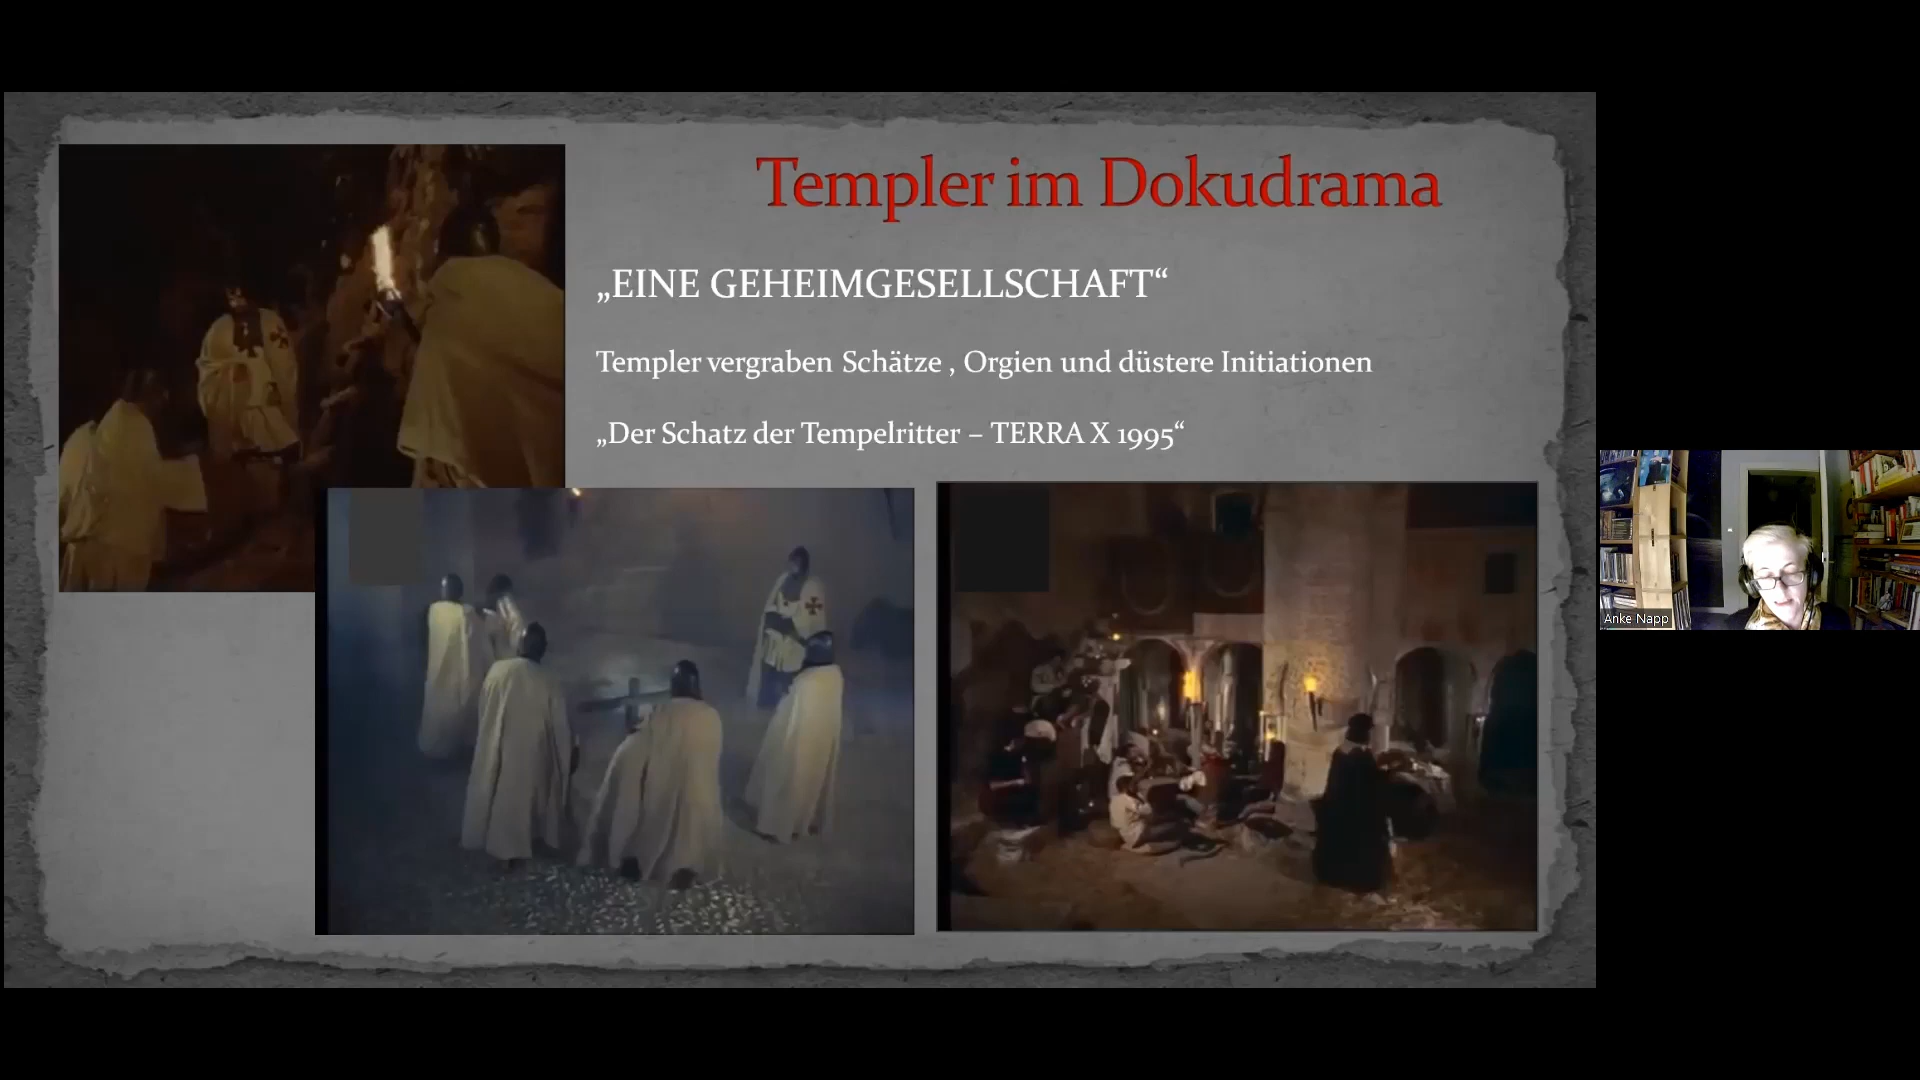 Templer im Dokudrama
„EINE GEHEIMGESELLSCHAFT“
Templer vergraben Schätze , Orgien und düstere Initiationen
„Der Schatz der Tempelritter – TERRA X 1995“
Anke Napp